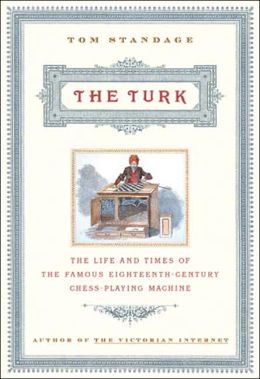 TOM STANDAGE
THE TURK
THE LIFE AND TIMES OF
THE FAMOUS EIGHTEENTH-CENTURY
CHESS-PLAYING MACHINE
AUTHOR OF THE VICTORIAN INTERNET